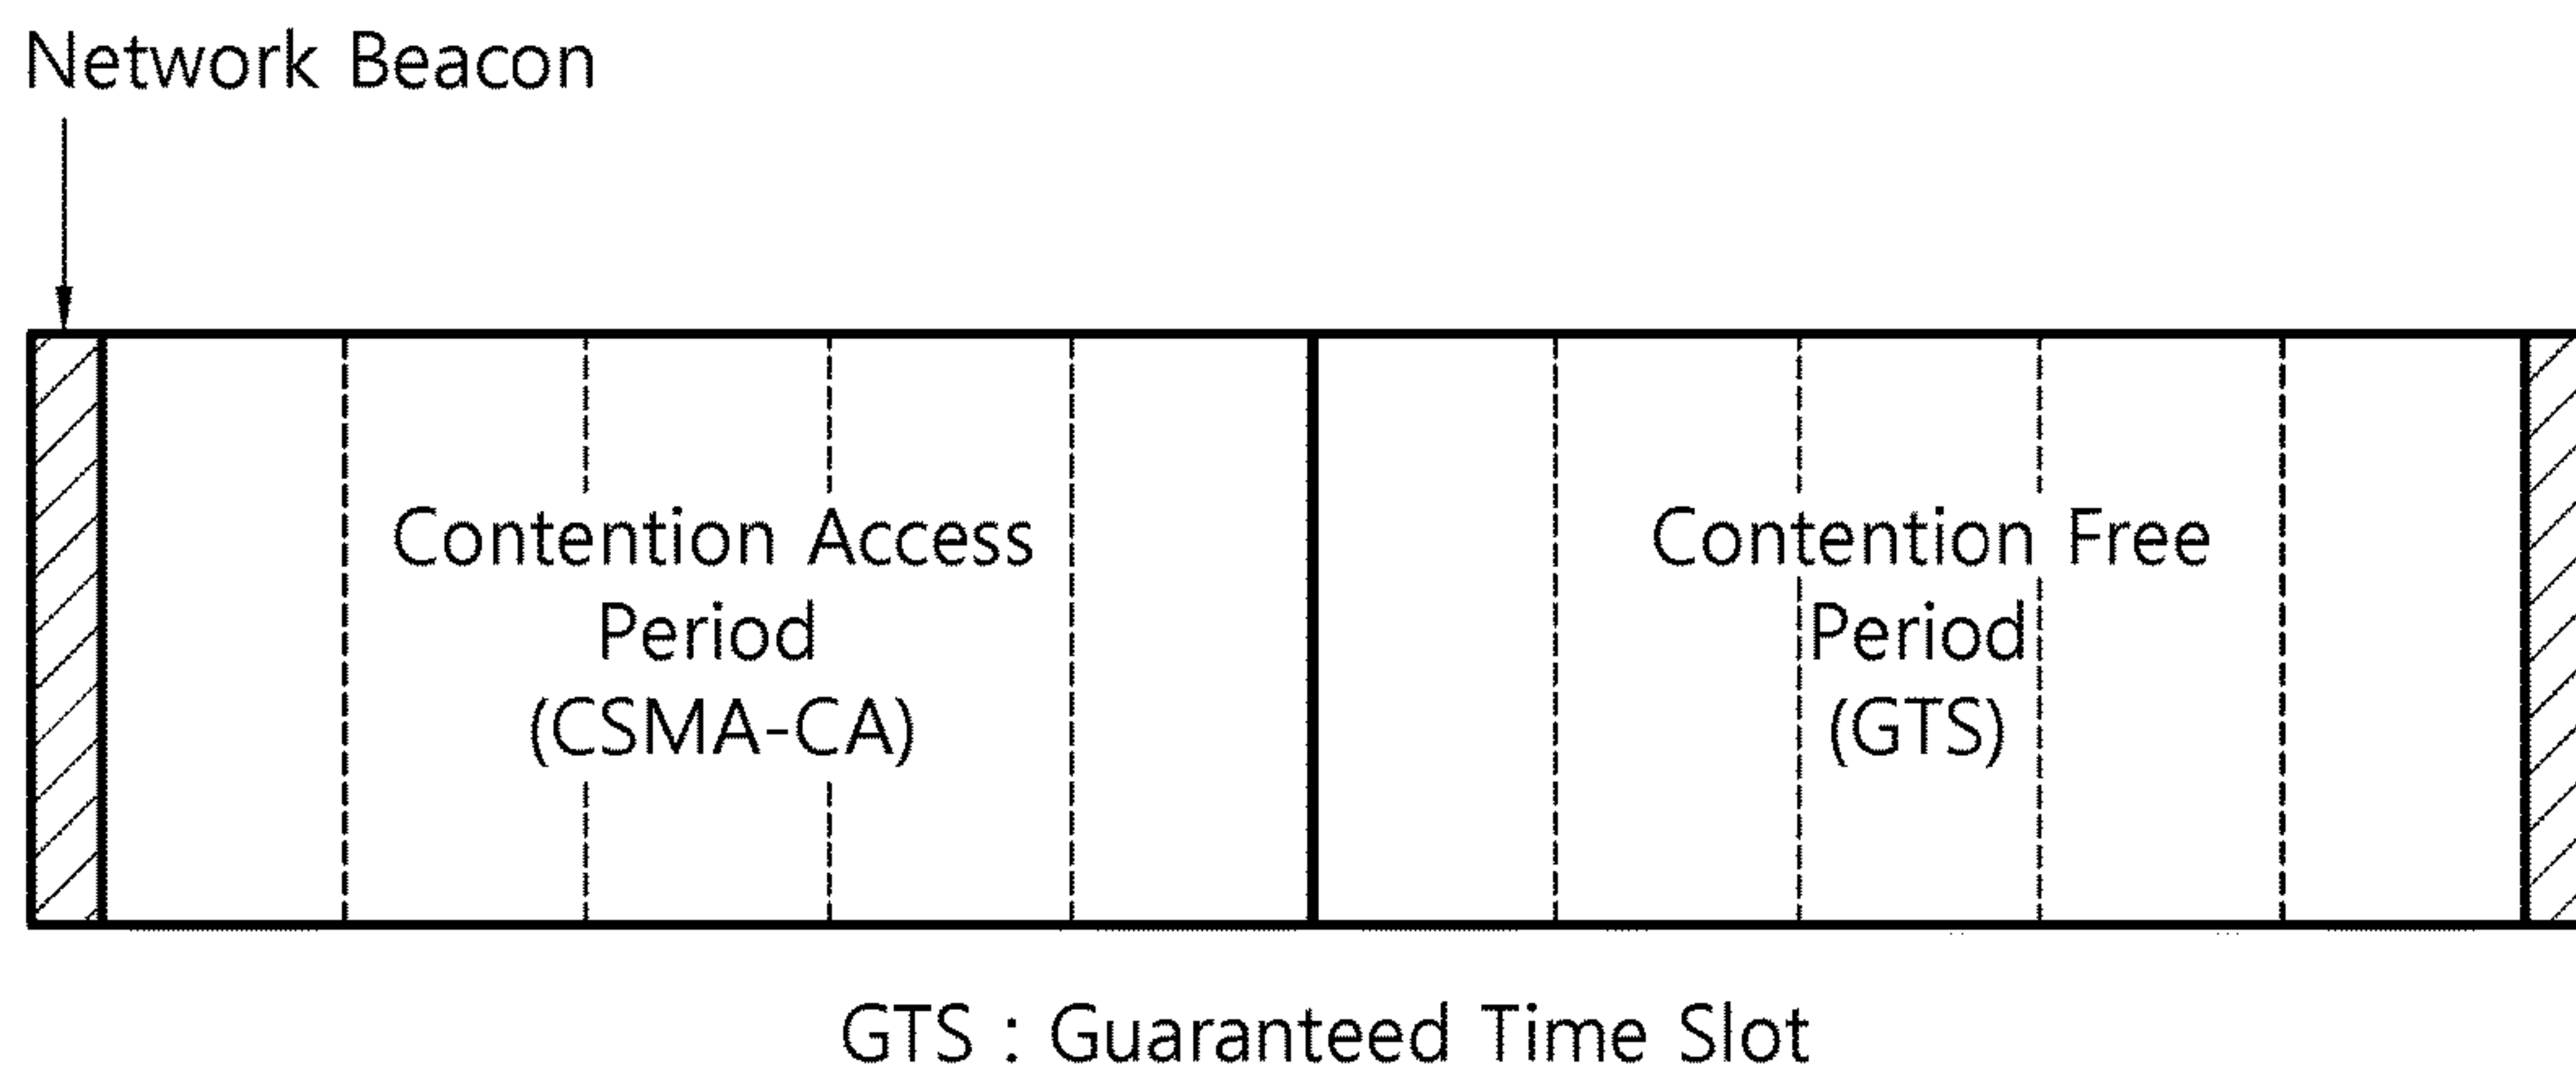 Network Beacon
Contention Access
Period
(CSMA-CA)
Contention Free
Period
(GTS)
GTS : Guaranteed Time Slot